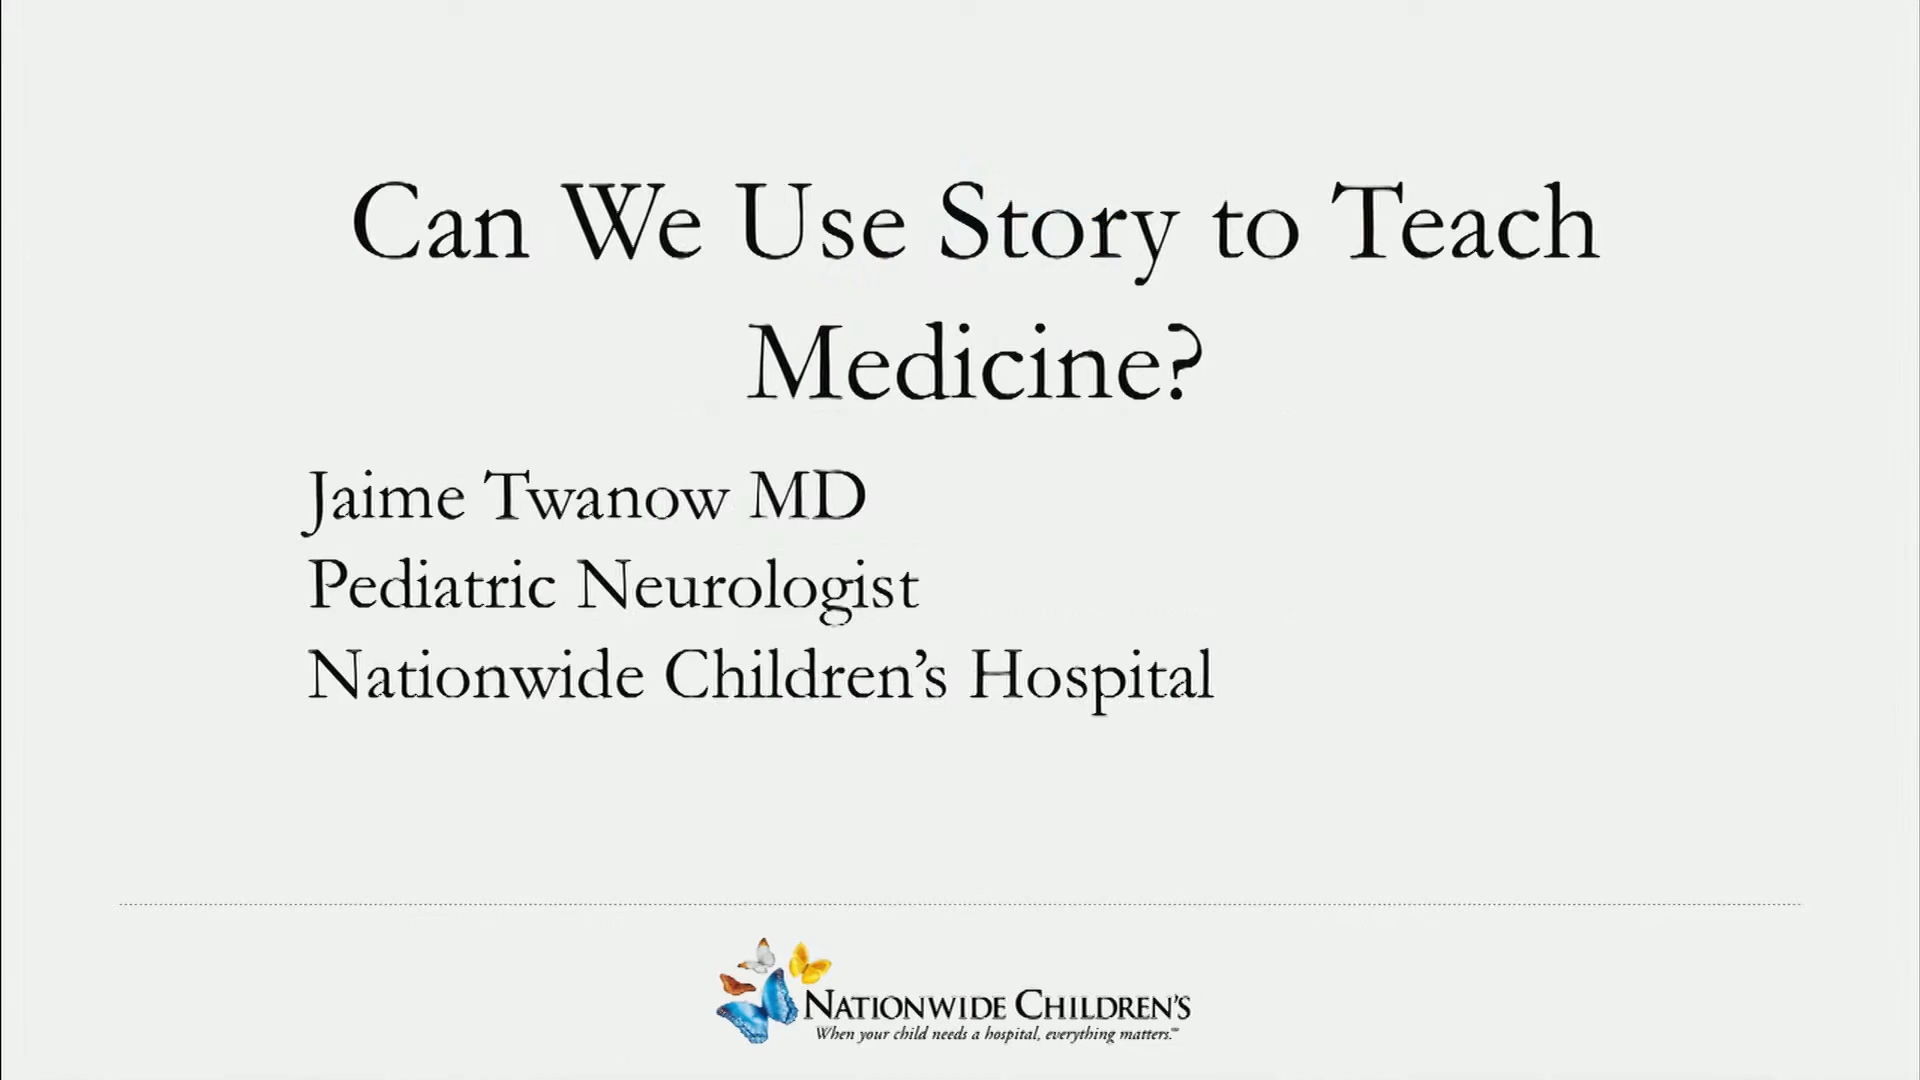 Can We Use Story to Teach
Medicine?
Jaime Twanow MD
Pediatric Neurologist
Nationwide Children’s Hospital
NATIONWIDE CHILDREN'S
When your child needs a hospital, everything matters.℠